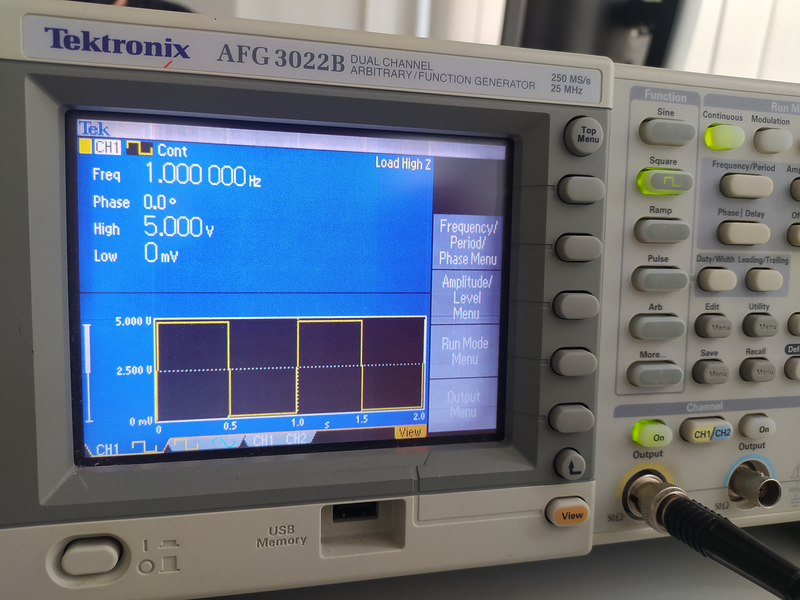 Tektronix
AFG 3022B
DUAL CHANNEL
ARBITRARY/FUNCTION GENERATOR
250 MS/s
25 MHz
Tek
CH1 Cont
Load High Z
Freq 1.000 000 Hz
Phase 0.0 °
High 5.000 V
Low 0 mV
Frequency/
Period/
Phase Menu
Amplitude/
Level
Menu
Run Mode
Menu
Output
Menu
5.000 V
2.500 V
0 mV
0 0.5 1.0 s 1.5 2.0
CH1
CH1 CH2
View
Top
Menu
View
USB
Memory
Function
Sine
Square
Ramp
Pulse
Arb
More...
Run M
Continuous
Modulation
Frequency/Period
Phase | Delay
Duty/Width
Leading/Trailing
Edit
Menu
Utility
Menu
Save
Menu
Recall
Menu
Channel
On
CH1/CH2
On
Output
Output
50Ω
50Ω